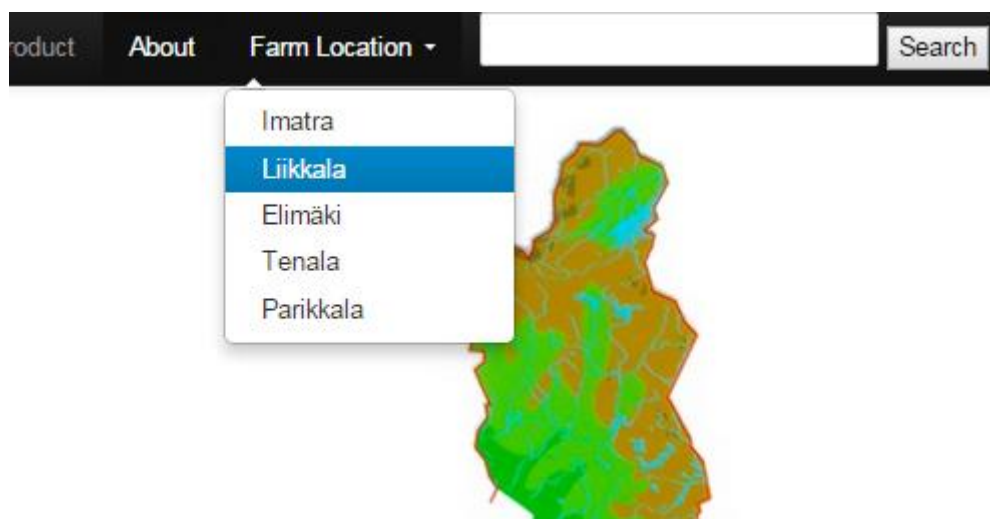 roduct About Farm Location Search
Imatra
Liikkala
Elimäki
Tenala
Parikkala